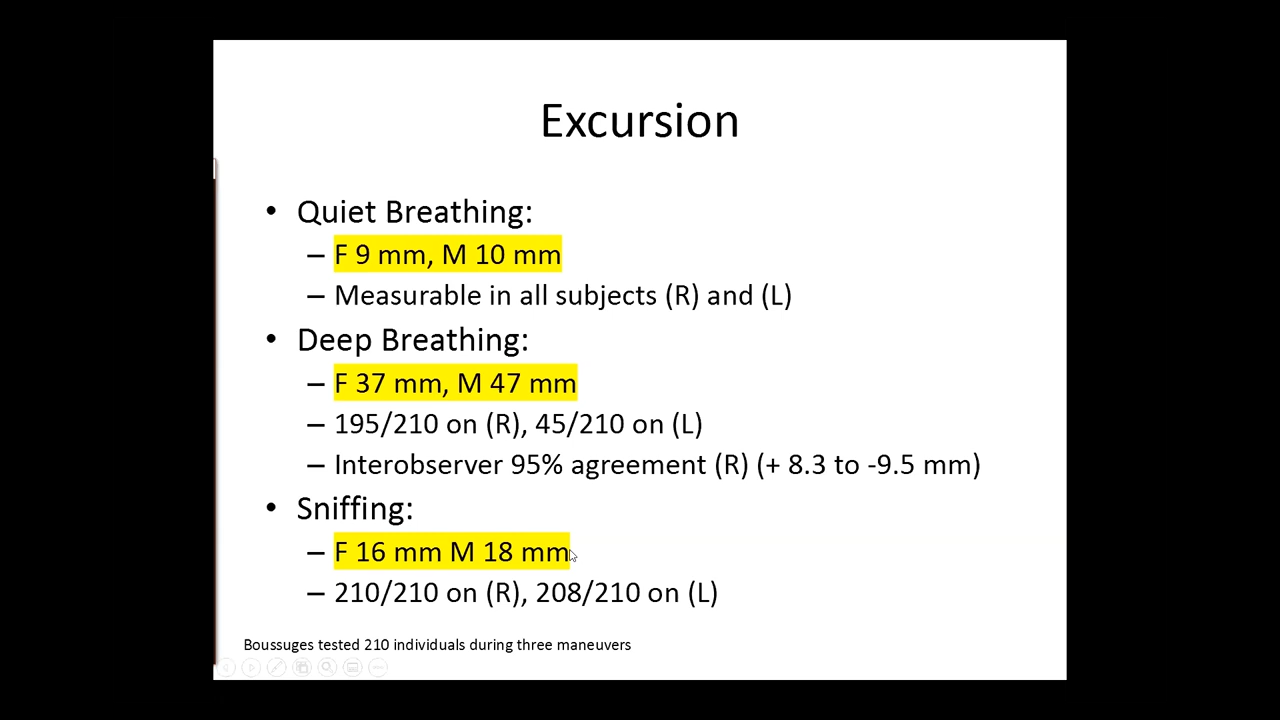 Excursion
• Quiet Breathing:
– F 9 mm, M 10 mm
– Measurable in all subjects (R) and (L)
• Deep Breathing:
– F 37 mm, M 47 mm
– 195/210 on (R), 45/210 on (L)
– Interobserver 95% agreement (R) (+ 8.3 to -9.5 mm)
• Sniffing:
– F 16 mm M 18 mm
– 210/210 on (R), 208/210 on (L)
Boussuges tested 210 individuals during three maneuvers